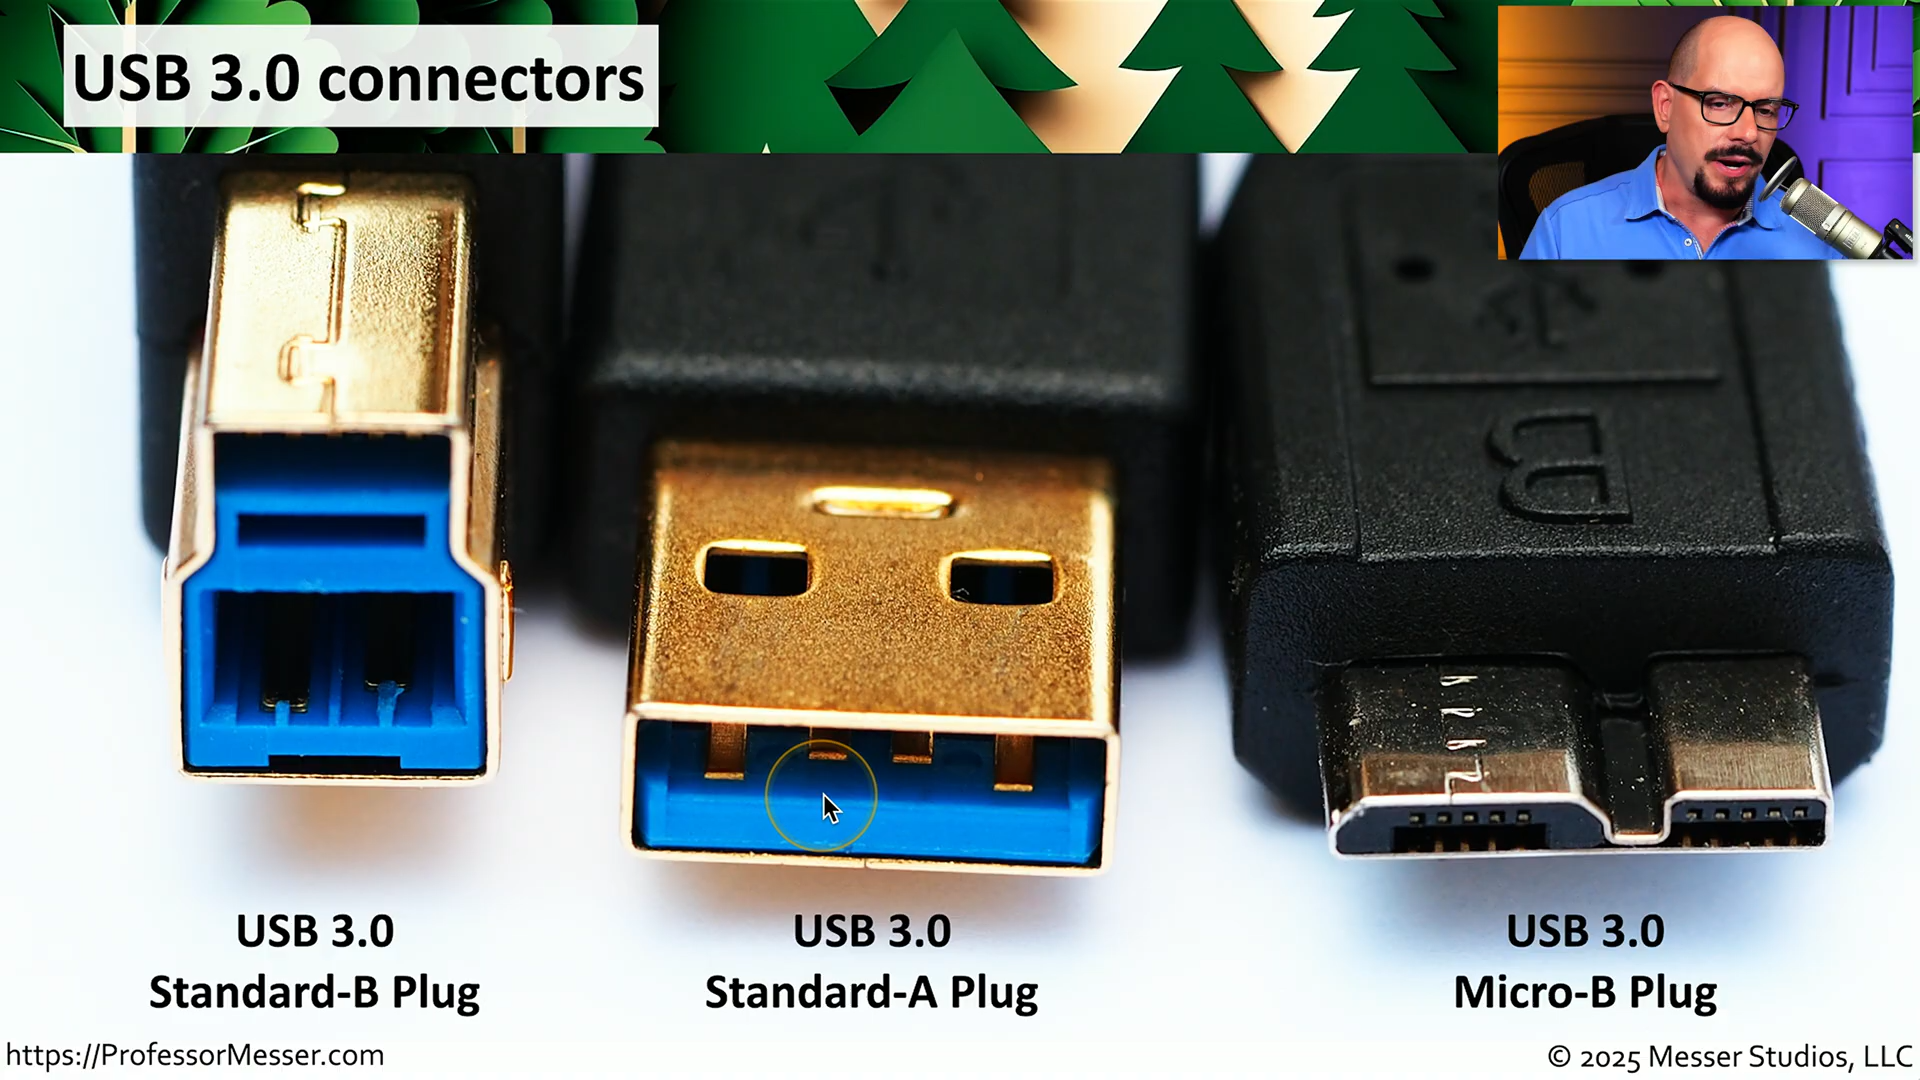 USB 3.0 connectors
B
USB 3.0
Standard-B Plug
USB 3.0
Standard-A Plug
USB 3.0
Micro-B Plug
https://ProfessorMesser.com
© 2025 Messer Studios, LLC